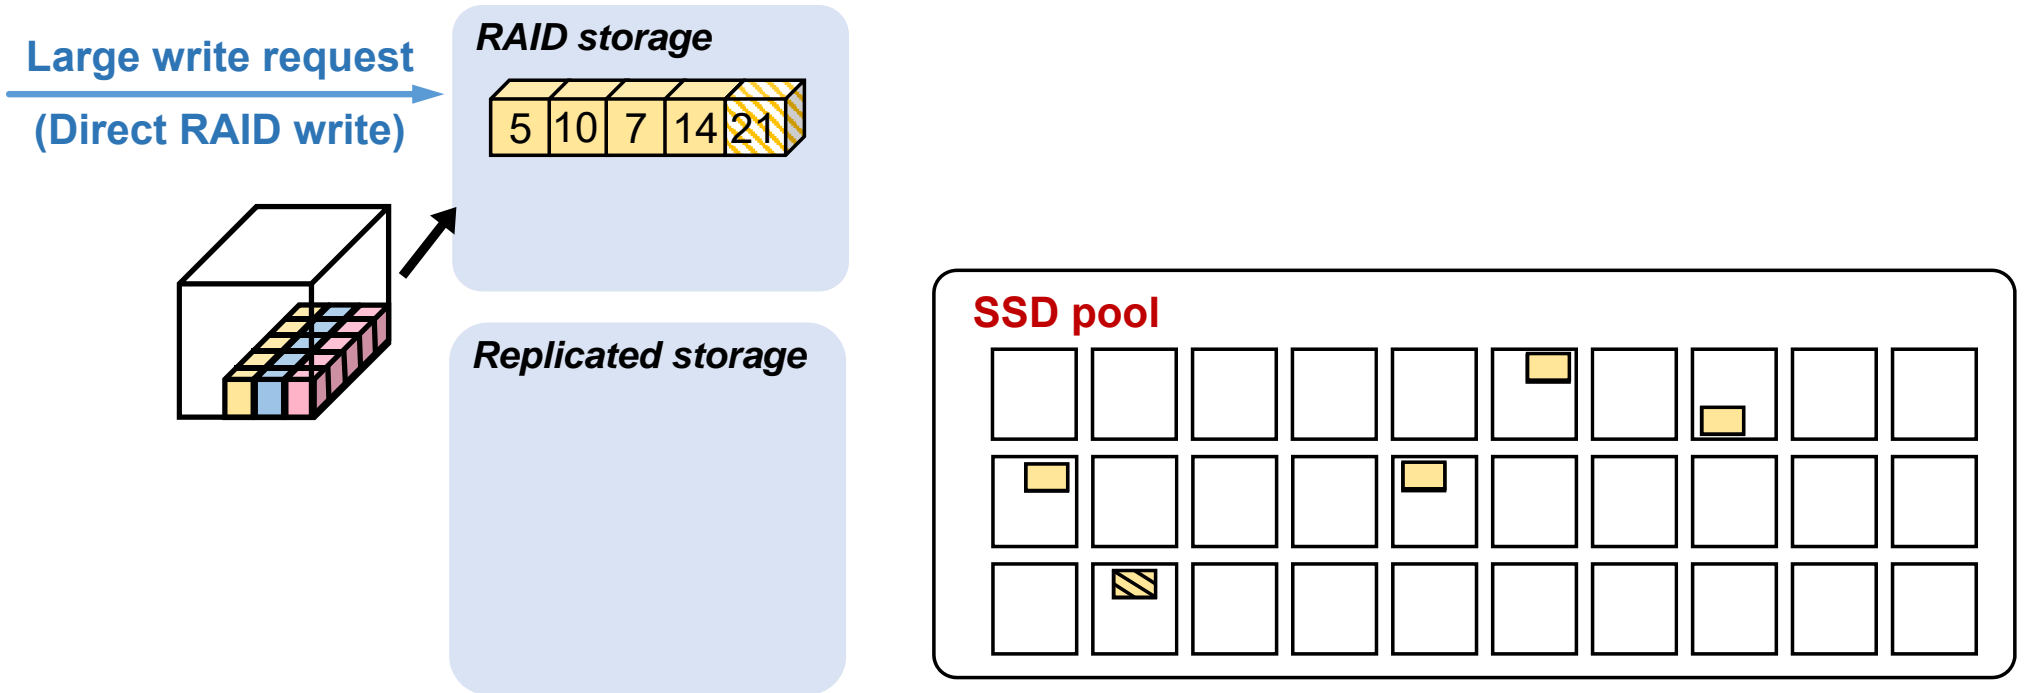 Large write request
(Direct RAID write)
RAID storage
5 10 7 14 21
Replicated storage
SSD pool